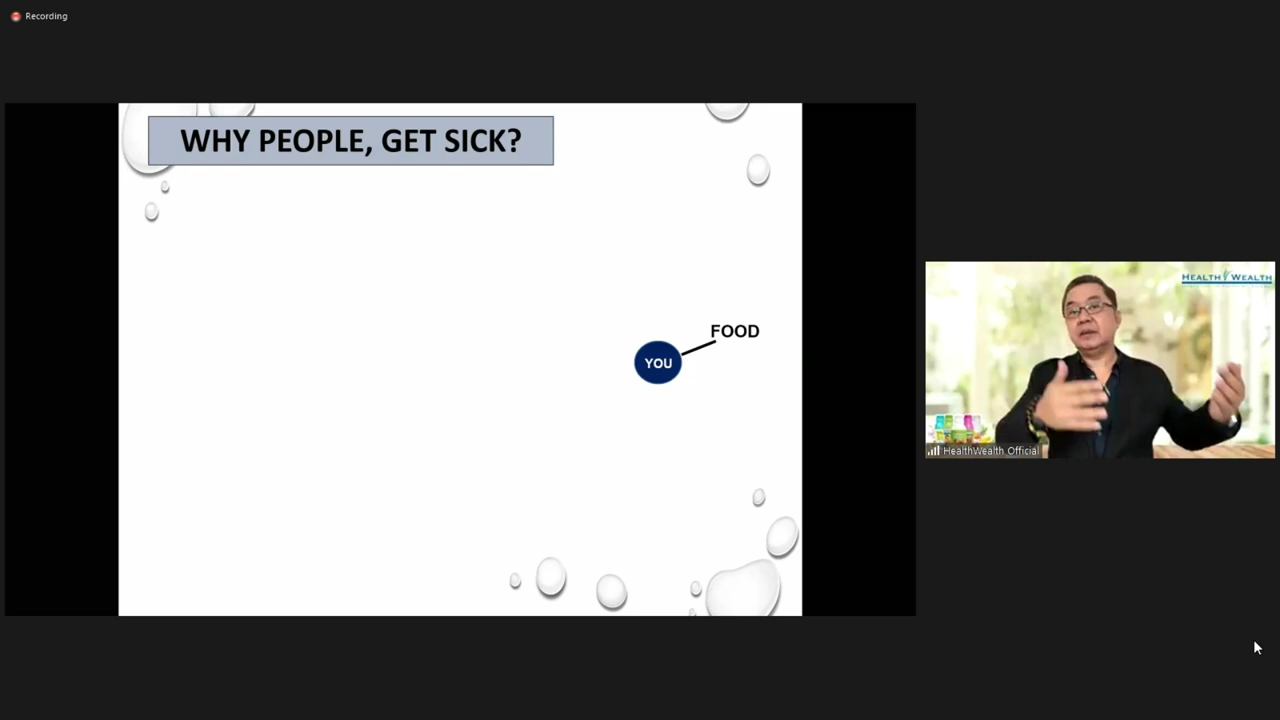 Recording
WHY PEOPLE, GET SICK?
FOOD
YOU
HEALTH WEALTH
HealthWealth Official